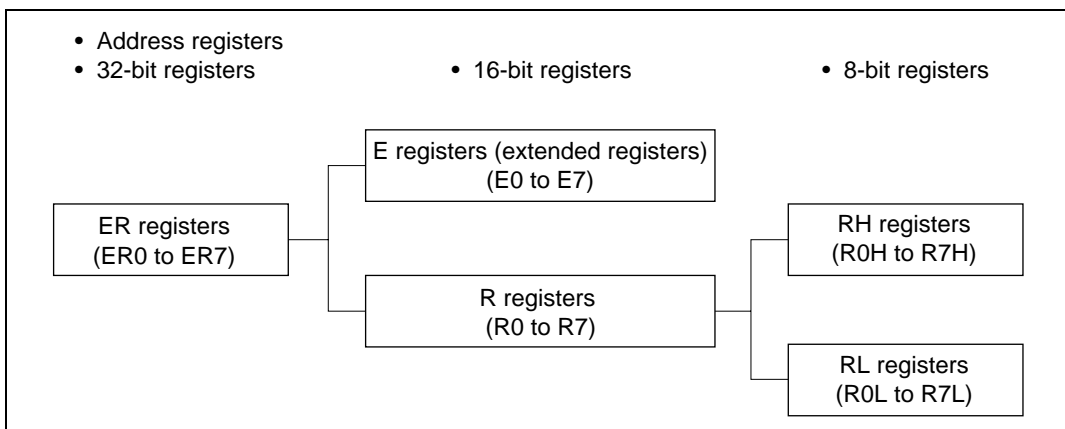 • Address registers
• 32-bit registers
• 16-bit registers
• 8-bit registers
E registers (extended registers)
(E0 to E7)
ER registers
(ER0 to ER7)
RH registers
(R0H to R7H)
R registers
(R0 to R7)
RL registers
(R0L to R7L)